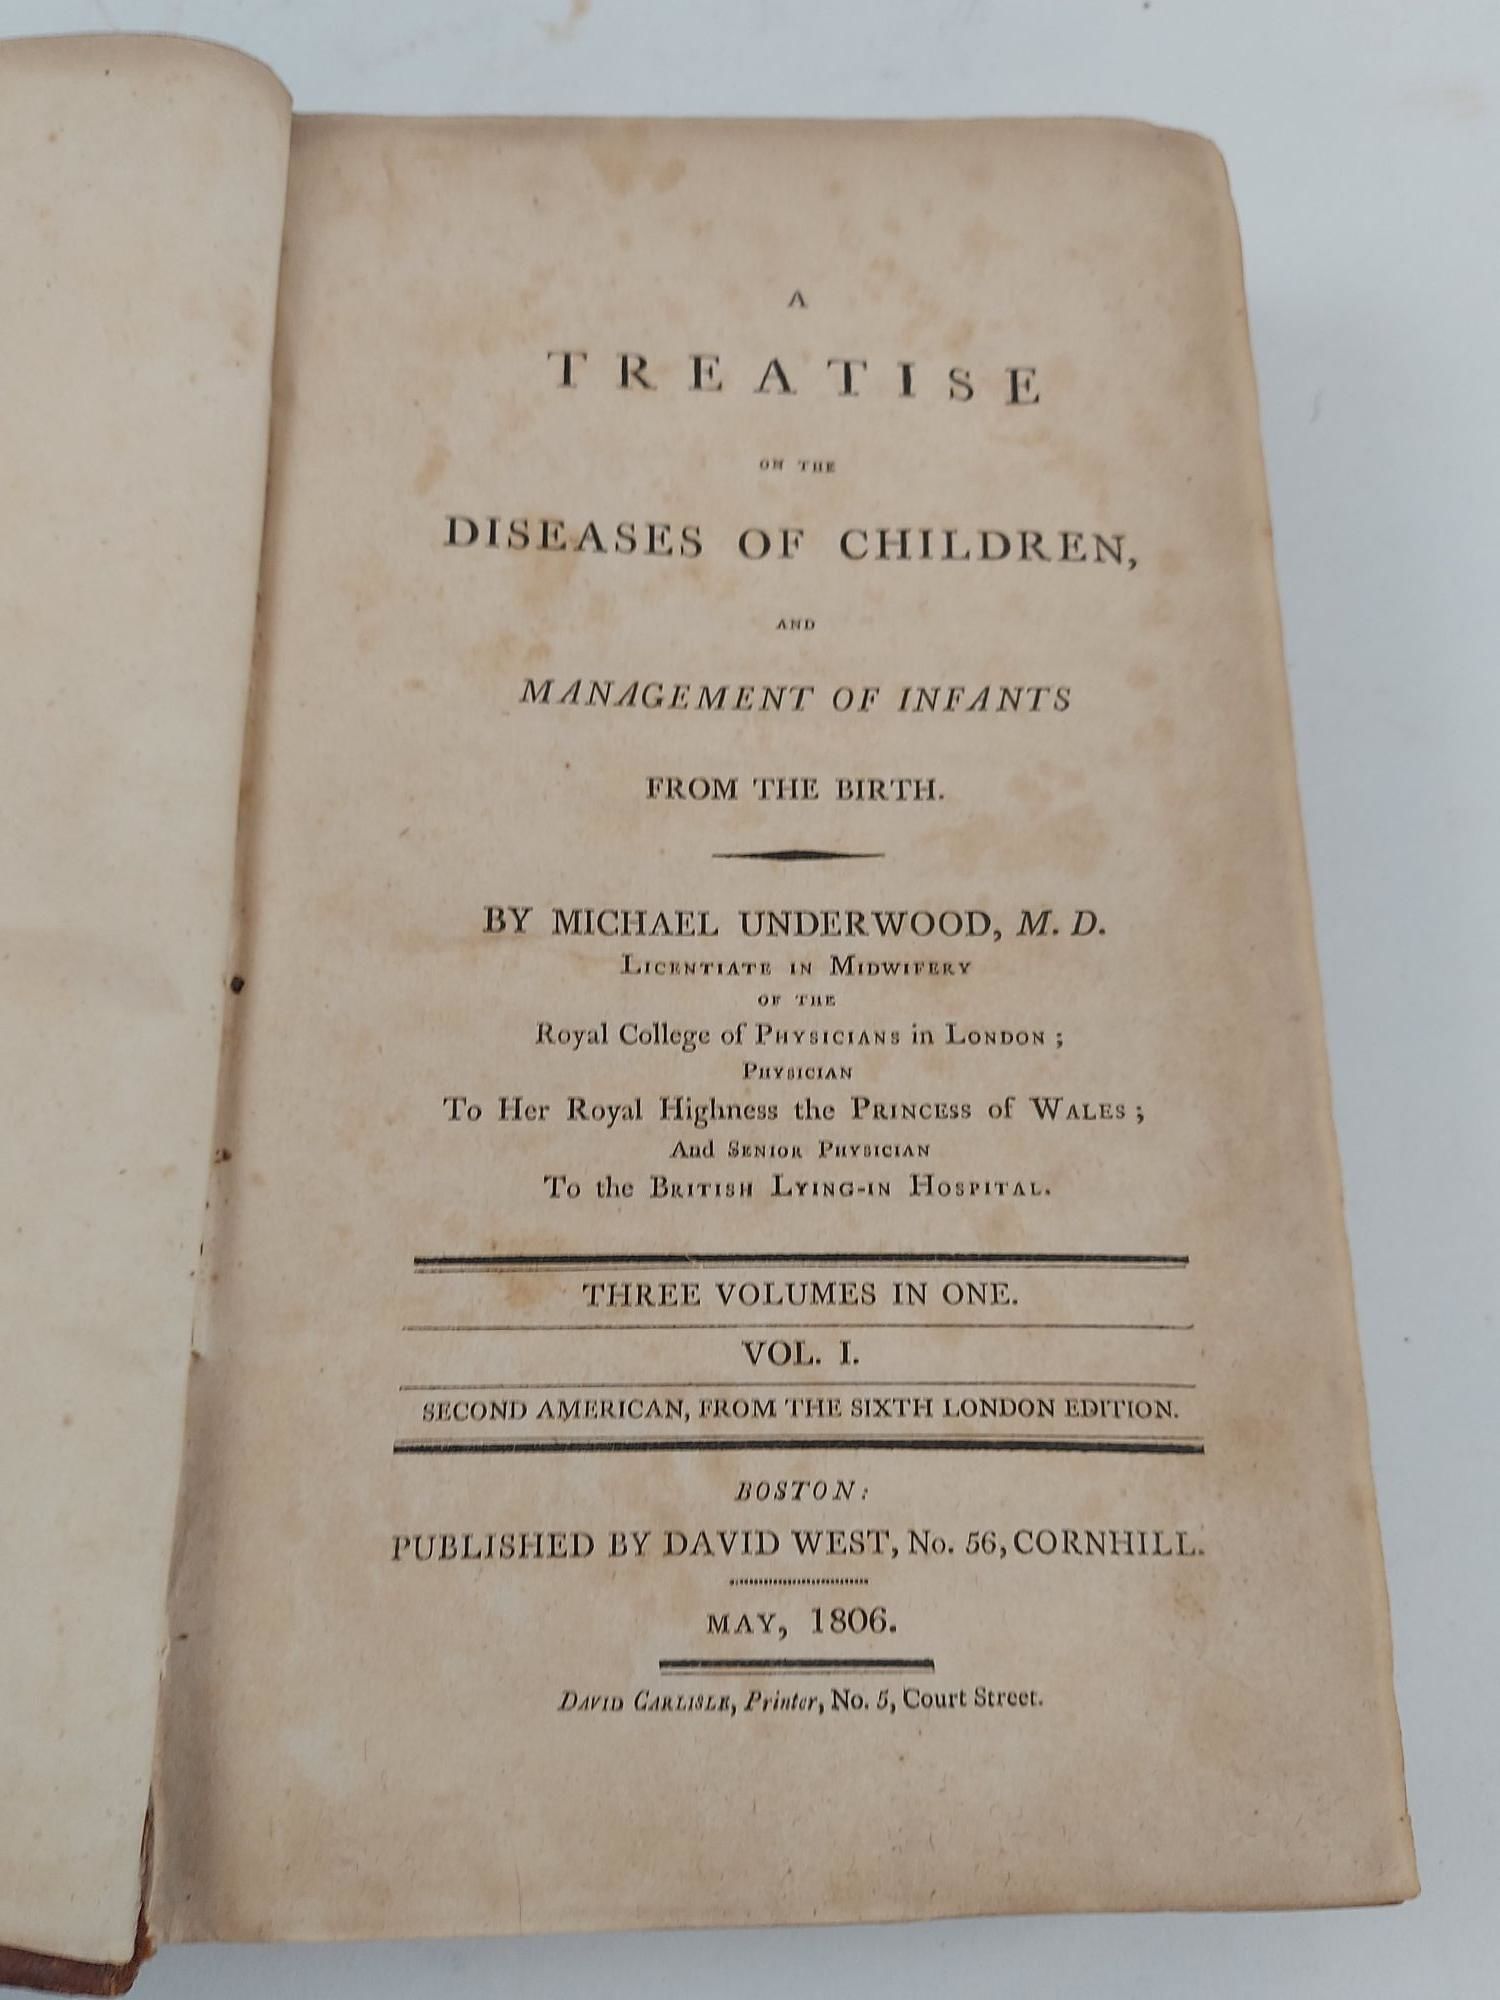 A
TREATISE
ON THE
DISEASES OF CHILDREN,
AND
MANAGEMENT OF INFANTS
FROM THE BIRTH.
BY MICHAEL UNDERWOOD, M. D.
LICENTIATE IN MIDWIFERY
OF THE
Royal College of PHYSICIANS in LONDON ;
PHYSICIAN
To Her Royal Highness the PRINCESS of WALES ;
And SENIOR PHYSICIAN
To the BRITISH LYING-IN HOSPITAL.
THREE VOLUMES IN ONE.
VOL. I.
SECOND AMERICAN, FROM THE SIXTH LONDON EDITION.
BOSTON:
PUBLISHED BY DAVID WEST, No. 56, CORNHILL.
MAY, 1806.
DAVID CARLISLE, Printer, No. 5, Court Street.